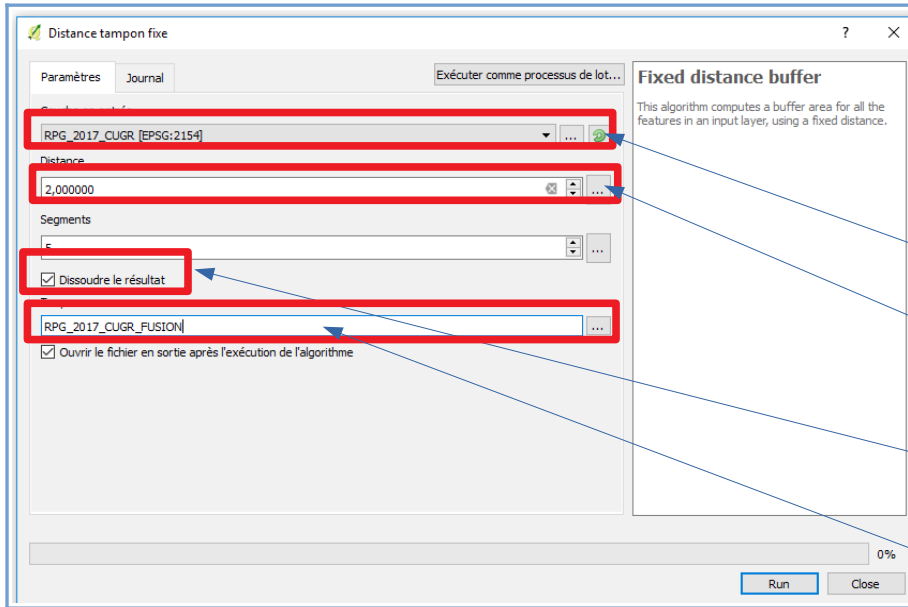 Distance tampon fixe
?
Paramètres
Journal
Exécuter comme processus de lot...
RPG_2017_CUGR [EPSG:2154]
...
Distance
2,000000
...
Segments
5
...
Dissoudre le résultat
RPG_2017_CUGR_FUSION
...
Ouvrir le fichier en sortie après l'exécution de l'algorithme
Fixed distance buffer
This algorithm computes a buffer area for all the
features in an input layer, using a fixed distance.
0%
Run
Close